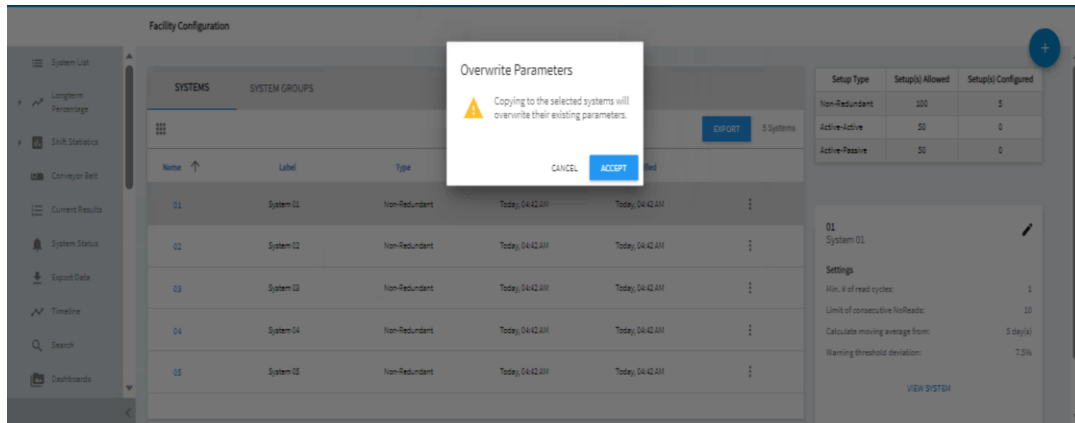 Facility Configuration
System List
Longterm
Percentage
Shift Statistics
Conveyor Belt
Current Results
System Status
Export Data
Timeline
Search
Dashboards
SYSTEMS SYSTEM GROUPS
EXPORT 5 Systems
Name ↑ Label Type
01 System 01 Non-Redundant Today, 04:42 AM Today, 04:42 AM
02 System 02 Non-Redundant Today, 04:42 AM Today, 04:42 AM
03 System 03 Non-Redundant Today, 04:42 AM Today, 04:42 AM
04 System 04 Non-Redundant Today, 04:42 AM Today, 04:42 AM
05 System 05 Non-Redundant Today, 04:42 AM Today, 04:42 AM
Overwrite Parameters
Copying to the selected systems will
overwrite their existing parameters.
CANCEL ACCEPT
+
Setup Type Setup(s) Allowed Setup(s) Configured
Non-Redundant 100 5
Active-Active 50 0
Active-Passive 50 0
01
System 01
Settings
Min. # of read cycles: 1
Limit of consecutive NoReads: 10
Calculate moving average from: 5 day(s)
Warning threshold deviation: 7.5%
VIEW SYSTEM